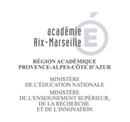 académie
Aix-Marseille
RÉGION ACADÉMIQUE
PROVENCE-ALPES-CÔTE D'AZUR
MINISTÈRE
DE L'ÉDUCATION NATIONALE
MINISTÈRE
DE L'ENSEIGNEMENT SUPÉRIEUR,
DE LA RECHERCHE
ET DE L'INNOVATION